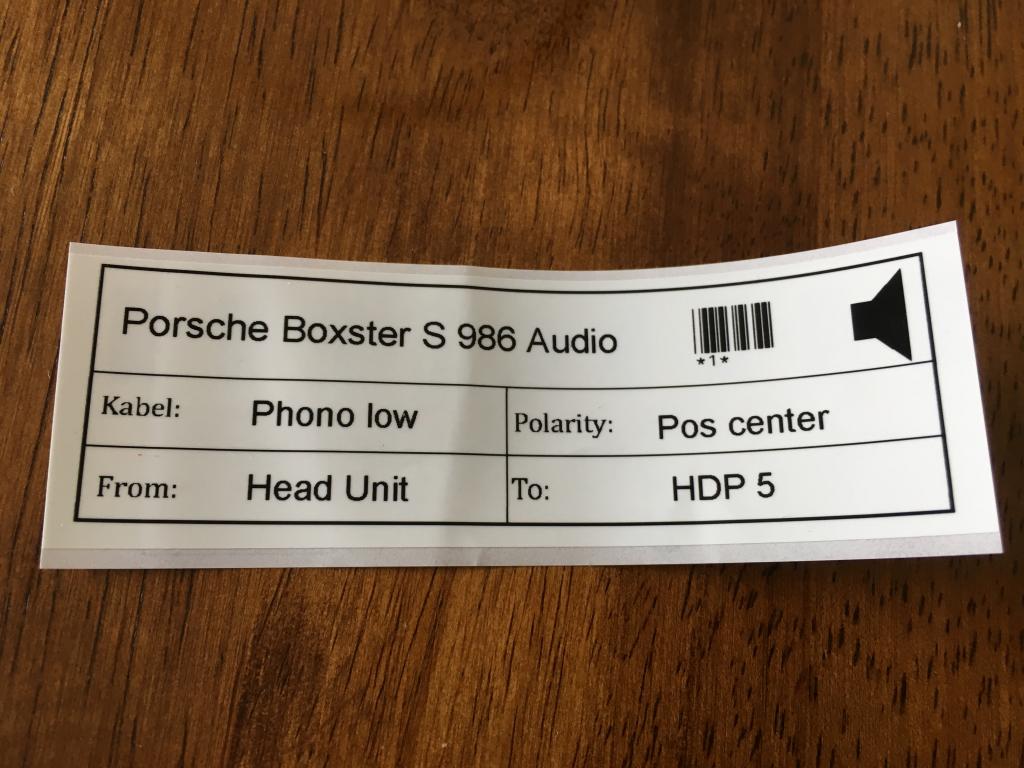 Porsche Boxster S 986 Audio
*1*
Kabel: Phono low Polarity: Pos center
From: Head Unit To: HDP 5